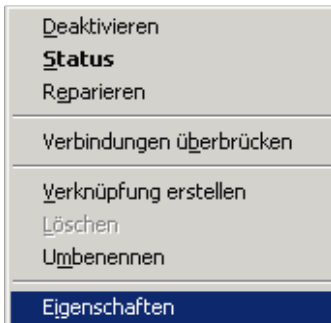 Deaktivieren
Status
Reparieren
Verbindungen überbrücken
Verknüpfung erstellen
Löschen
Umbenennen
Eigenschaften